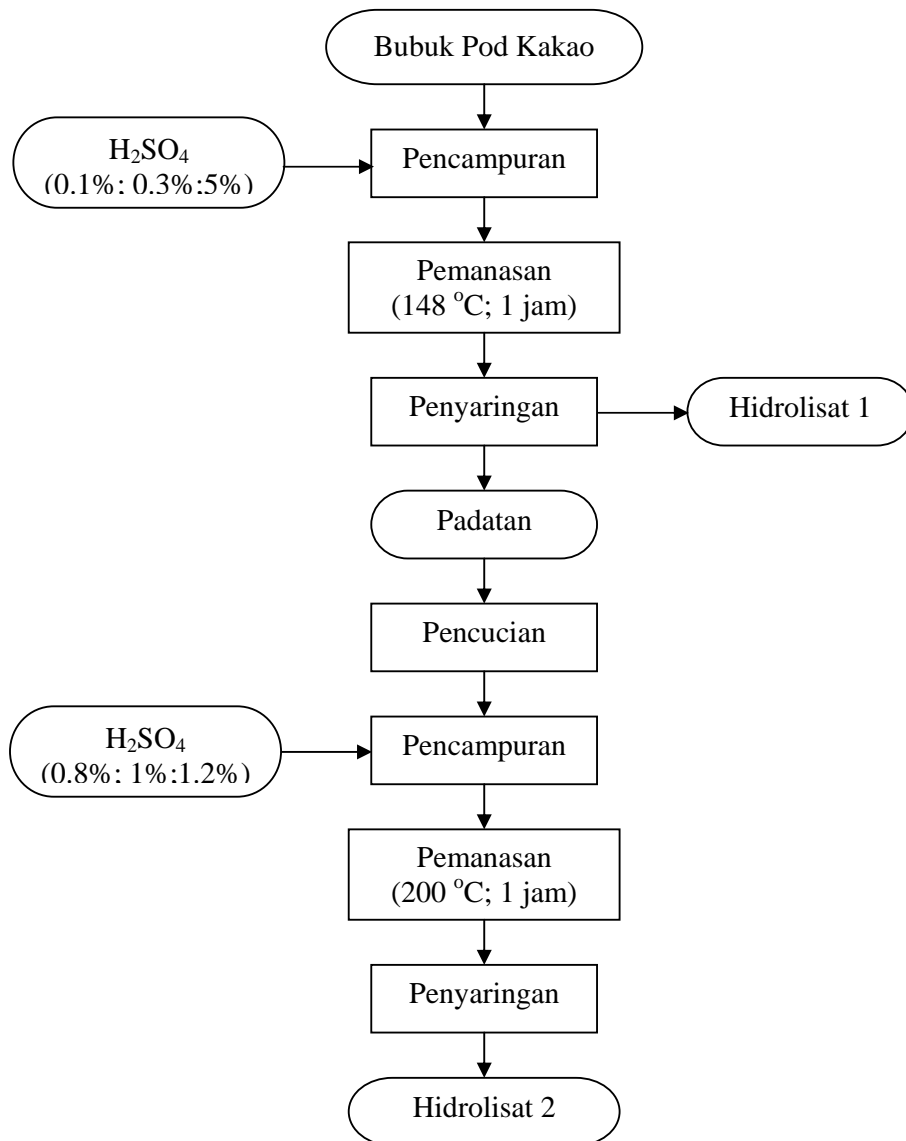 Bubuk Pod Kakao
H₂SO₄
(0.1%; 0.3%;5%)
Pencampuran
Pemanasan
(148 °C; 1 jam)
Penyaringan
Hidrolisat 1
Padatan
Pencucian
H₂SO₄
(0.8%; 1%;1.2%)
Pencampuran
Pemanasan
(200 °C; 1 jam)
Penyaringan
Hidrolisat 2